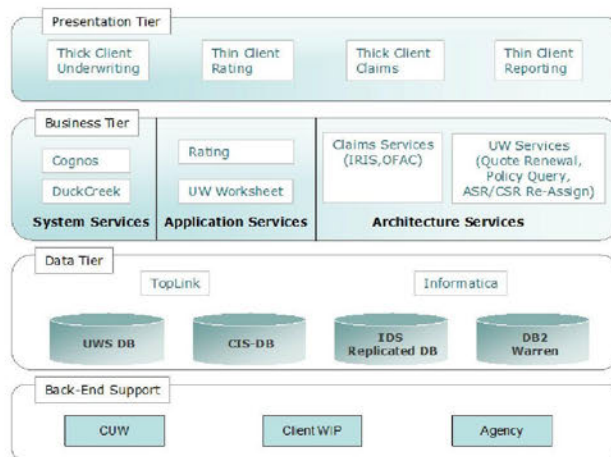 Presentation Tier
Thick Client
Underwriting
Thin Client
Rating
Thick Client
Claims
Thin Client
Reporting
Business Tier
Cognos
DuckCreek
System Services
Rating
UW Worksheet
Application Services
Claims Services
(IRIS,OFAC)
UW Services
(Quote Renewal,
Policy Query,
ASR/CSR Re-Assign)
Architecture Services
Data Tier
TopLink
Informatica
UWS DB
CIS-DB
IDS
Replicated DB
DB2
Warren
Back-End Support
CUW
Client WIP
Agency